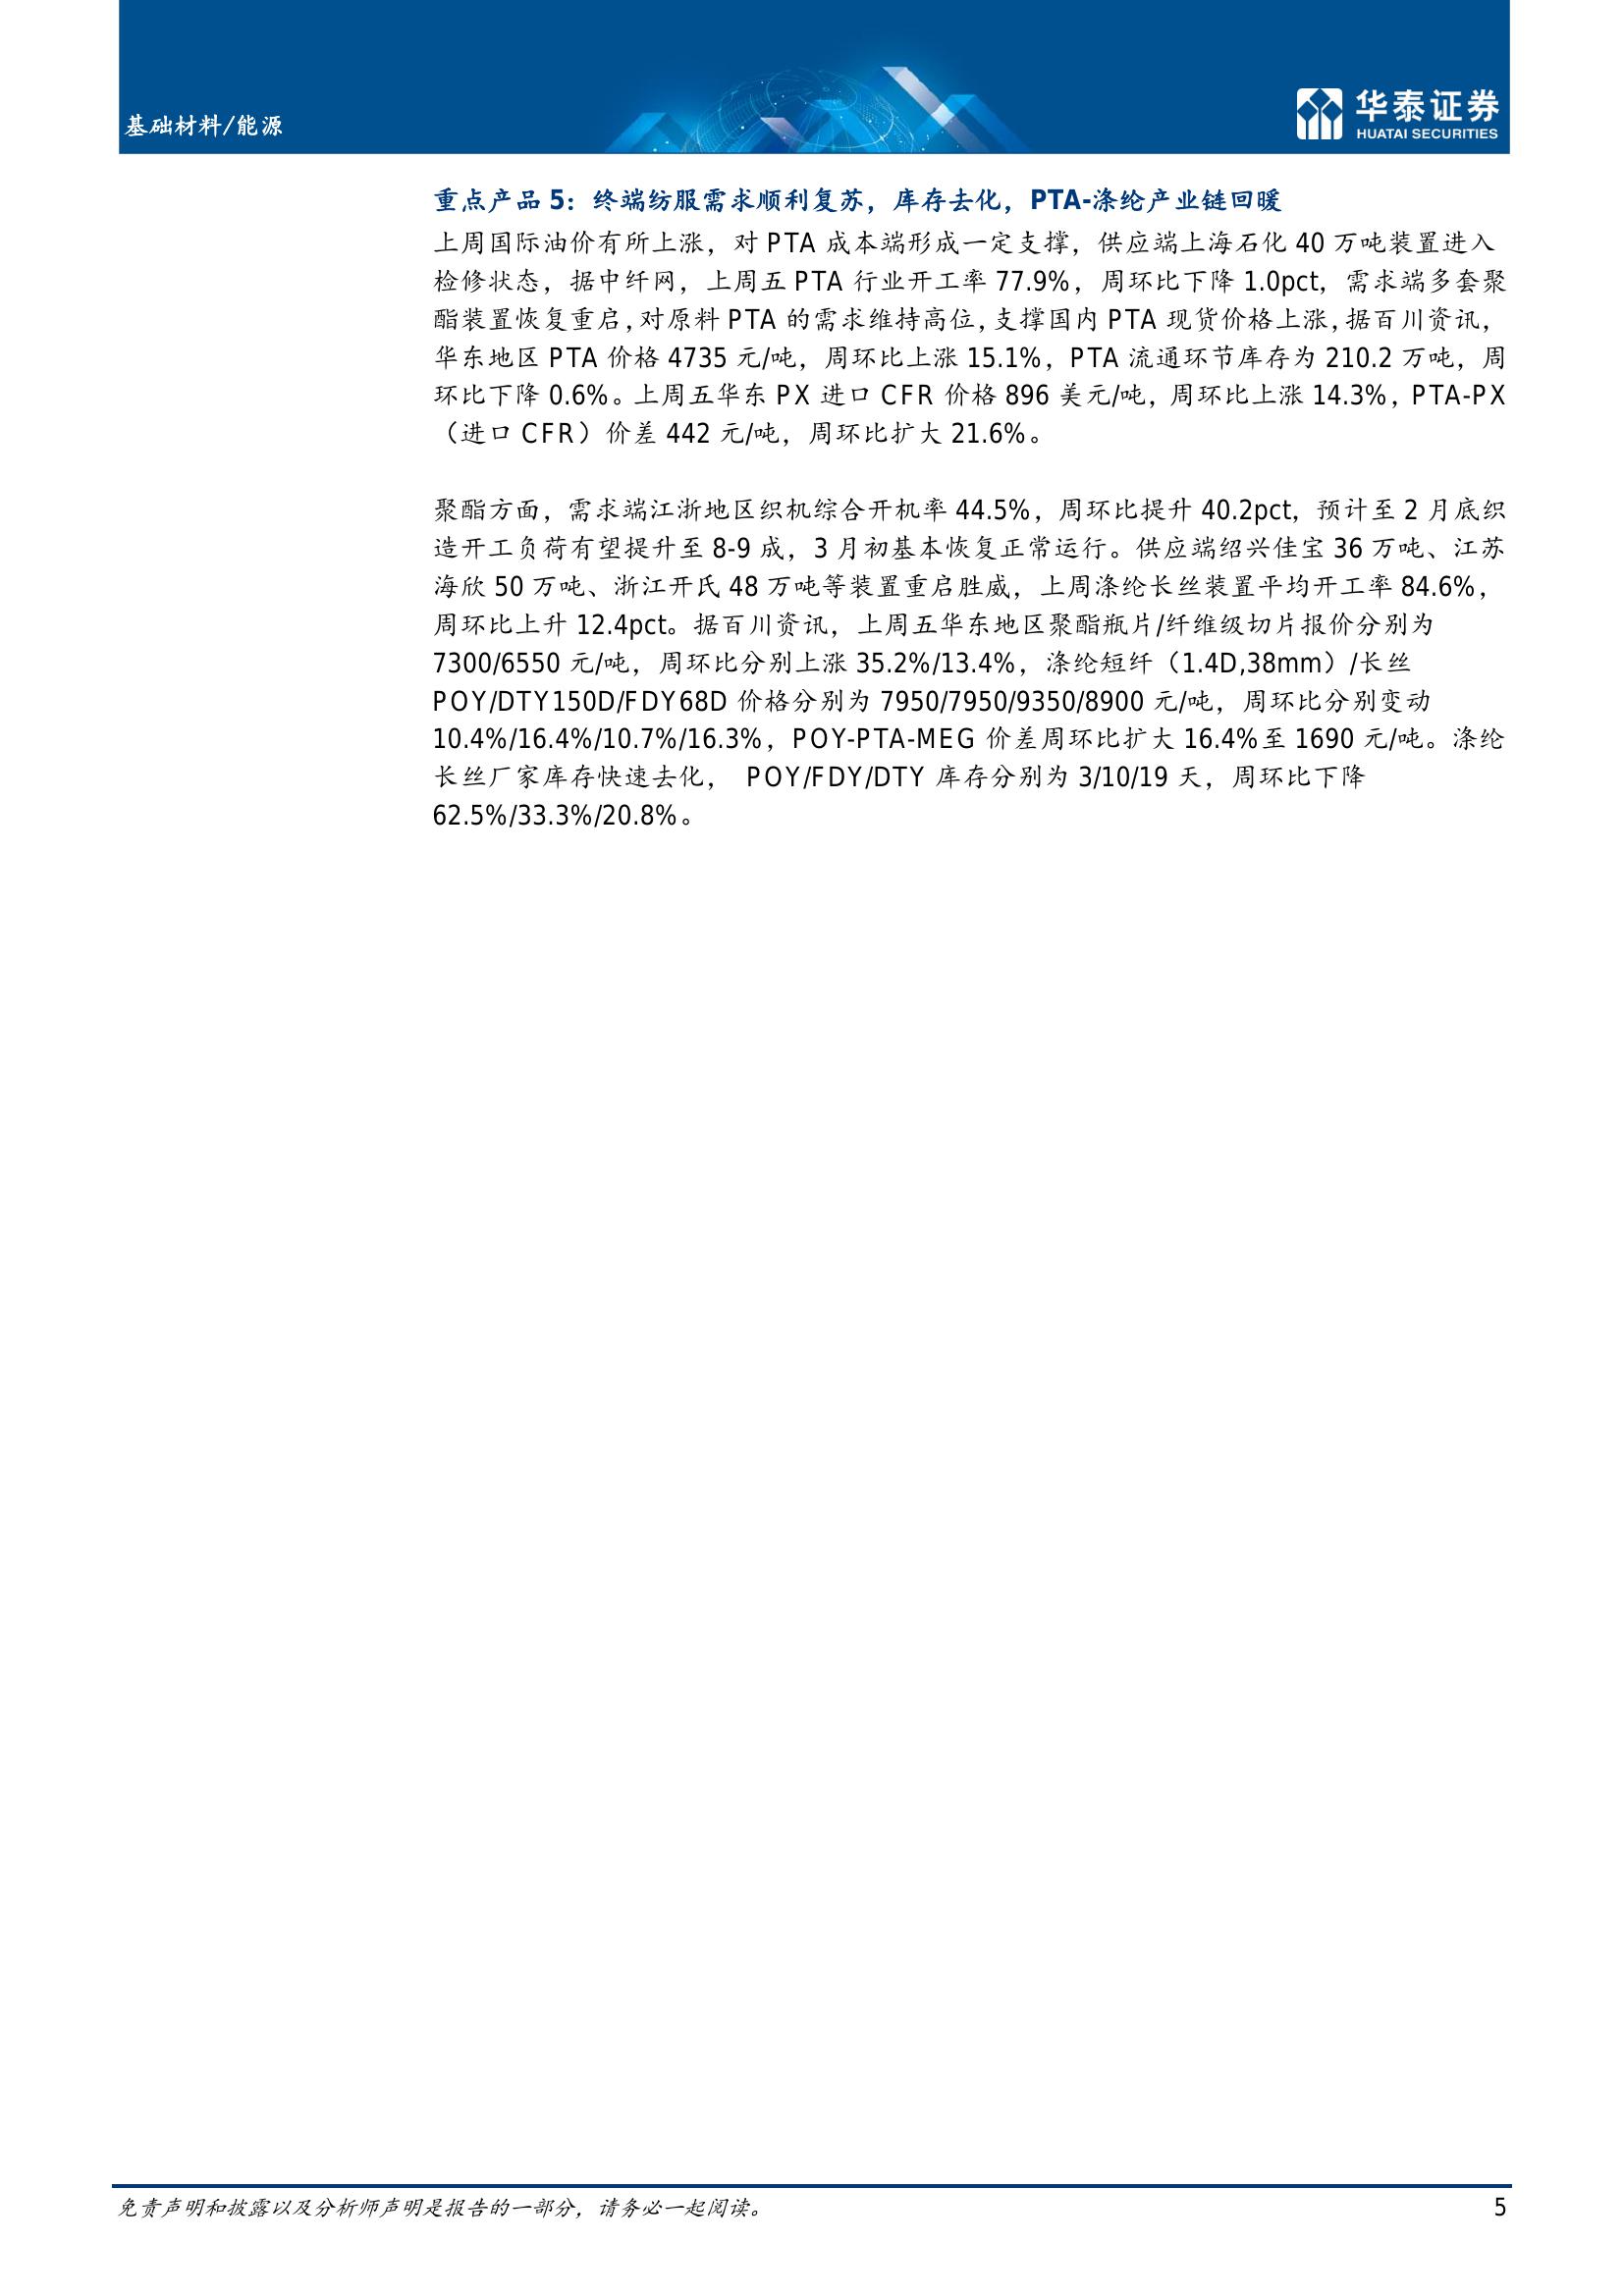 基础材料/能源
华泰证券
HUATAI SECURITIES
重点产品 5：终端纺服需求顺利复苏，库存去化，PTA-涤纶产业链回暖
上周国际油价有所上涨，对 PTA 成本端形成一定支撑，供应端上海石化 40 万吨装置进入
检修状态，据中纤网，上周五 PTA 行业开工率 77.9%，周环比下降 1.0pct，需求端多套聚
酯装置恢复重启，对原料 PTA 的需求维持高位，支撑国内 PTA 现货价格上涨，据百川资讯，
华东地区 PTA 价格 4735 元/吨，周环比上涨 15.1%，PTA 流通环节库存为 210.2 万吨，周
环比下降 0.6%。上周五华东 PX 进口 CFR 价格 896 美元/吨，周环比上涨 14.3%，PTA-PX
（进口 CFR）价差 442 元/吨，周环比扩大 21.6%。
聚酯方面，需求端江浙地区织机综合开机率 44.5%，周环比提升 40.2pct，预计至 2 月底织
造开工负荷有望提升至 8-9 成，3 月初基本恢复正常运行。供应端绍兴佳宝 36 万吨、江苏
海欣 50 万吨、浙江开氏 48 万吨等装置重启胜威，上周涤纶长丝装置平均开工率 84.6%，
周环比上升 12.4pct。据百川资讯，上周五华东地区聚酯瓶片/纤维级切片报价分别为
7300/6550 元/吨，周环比分别上涨 35.2%/13.4%，涤纶短纤（1.4D,38mm）/长丝
POY/DTY150D/FDY68D 价格分别为 7950/7950/9350/8900 元/吨，周环比分别变动
10.4%/16.4%/10.7%/16.3%，POY-PTA-MEG 价差周环比扩大 16.4%至 1690 元/吨。涤纶
长丝厂家库存快速去化， POY/FDY/DTY 库存分别为 3/10/19 天，周环比下降
62.5%/33.3%/20.8%。
免责声明和披露以及分析师声明是报告的一部分，请务必一起阅读。
5